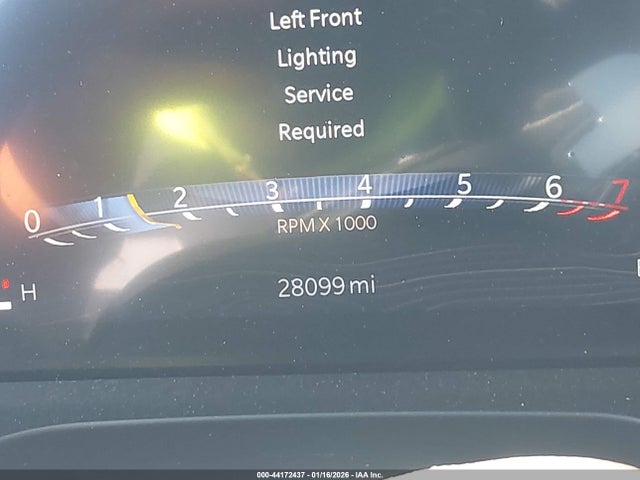 Left Front
Lighting
Service
Required
0 1 2 3 4 5 6 7
RPM X 1000
H
28099 mi
000-44172437 - 01/16/2026 - IAA Inc.